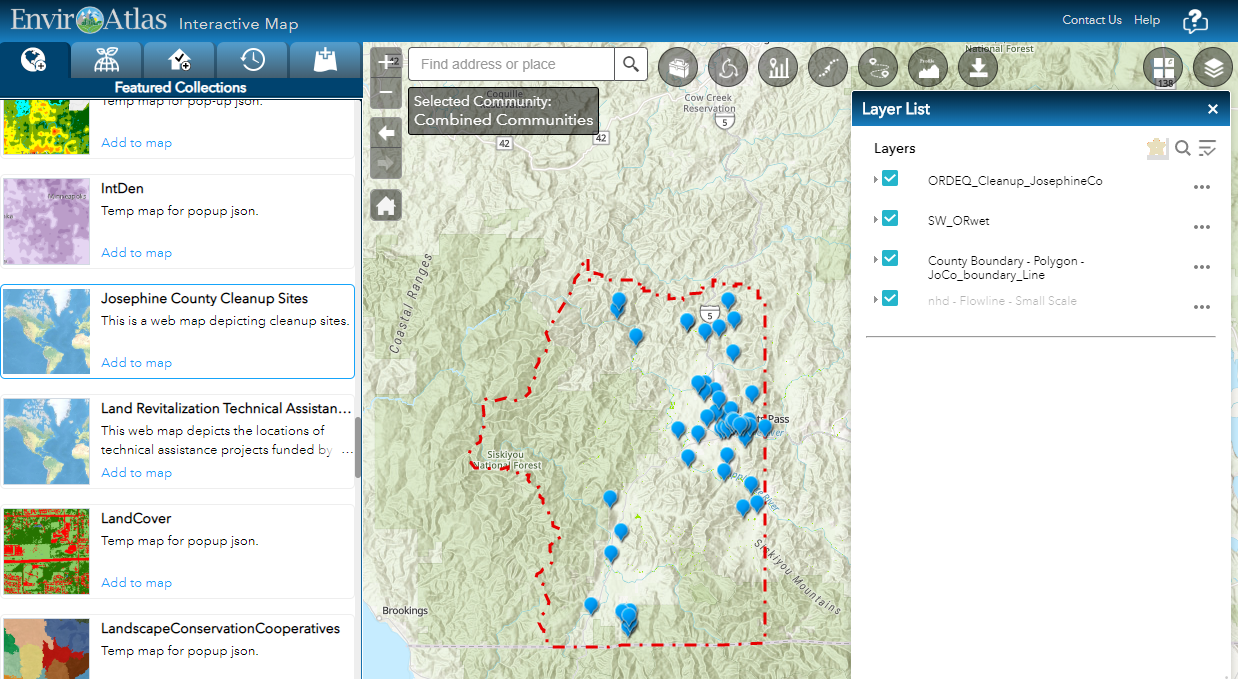 EnviroAtlas Interactive Map
Contact Us Help
Featured Collections
Temp map for pop-up json.
Add to map
IntDen
Temp map for popup json.
Add to map
Josephine County Cleanup Sites
This is a web map depicting cleanup sites.
Add to map
Land Revitalization Technical Assistan...
This web map depicts the locations of
technical assistance projects funded by ...
Add to map
LandCover
Temp map for popup json.
Add to map
LandscapeConservationCooperatives
Temp map for popup json.
Minneapolis
Find address or place
Selected Community:
Combined Communities
Profile
138
National Forest
Coquille
Cow Creek
Reservation
5
42
42
42
Coastal Ranges
5
Pass
Siskiyou
National Forest
River
Siskiyou Mountains
Brookings
Layer List
Layers
ORDEQ_Cleanup_JosephineCo
SW_ORwet
County Boundary - Polygon -
JoCo_boundary_Line
nhd - Flowline - Small Scale